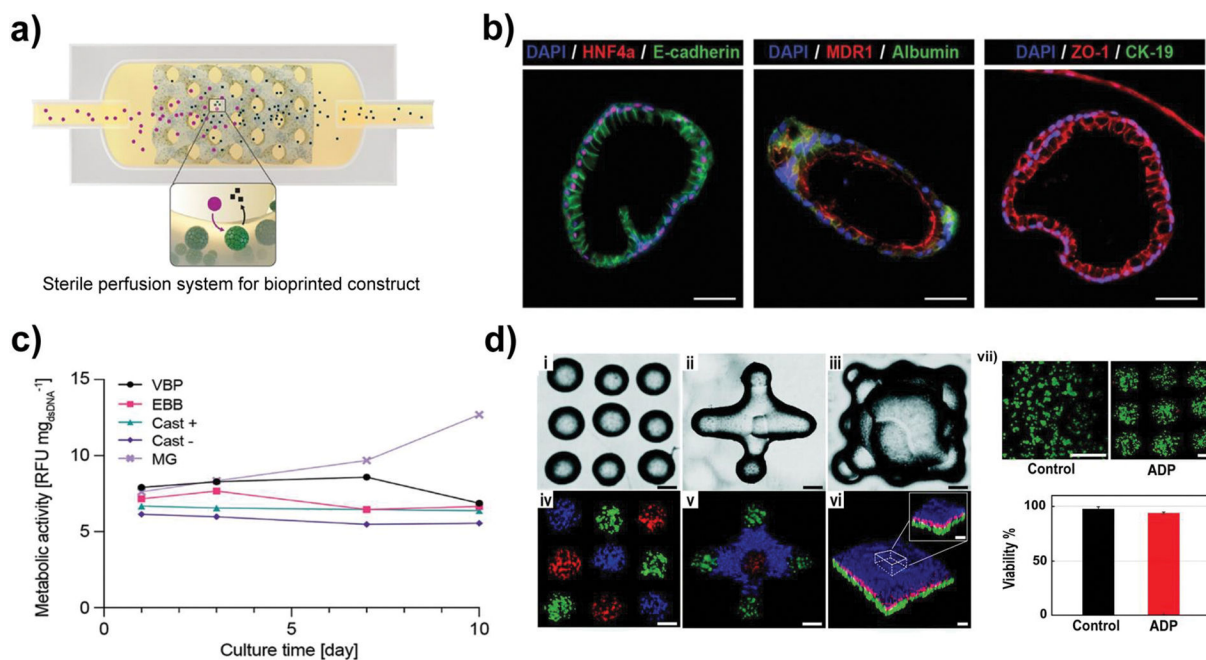 a)
Sterile perfusion system for bioprinted construct
b)
DAPI / HNF4a / E-cadherin
DAPI / MDR1 / Albumin
DAPI / ZO-1 / CK-19
c)
15
10
5
0
0
5
10
Metabolic activity [RFU mg dsDNA -1]
Culture time [day]
VBP
EBB
Cast +
Cast -
MG
d)
i
ii
iii
iv
v
vi
vii)
Control
ADP
100
50
0
Viability %
Control
ADP